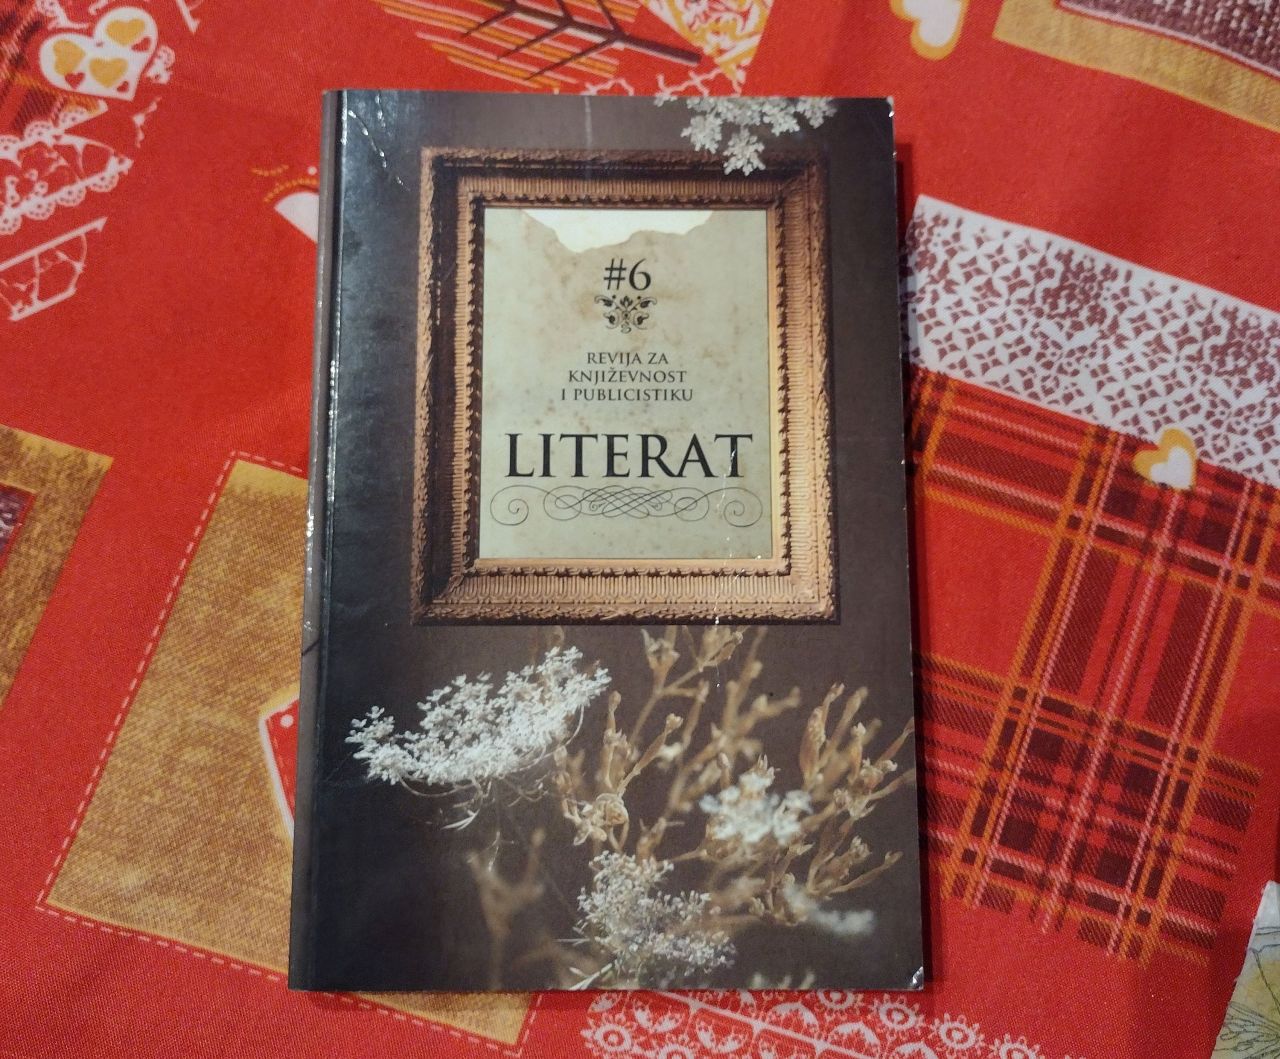 #6
REVIJA ZA
KNJIŽEVNOST
I PUBLICISTIKU
LITERAT